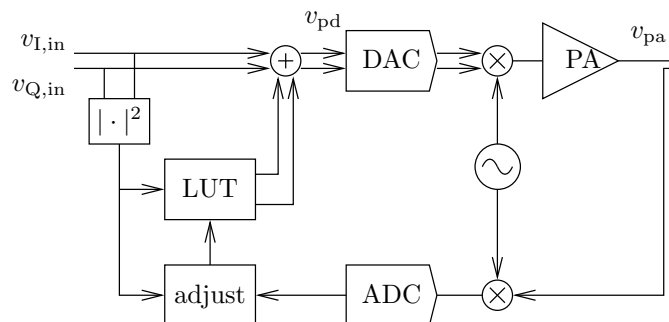 v_pd
v_I,in
v_Q,in
+
DAC
×
PA
v_pa
| · |²
LUT
adjust
ADC
×